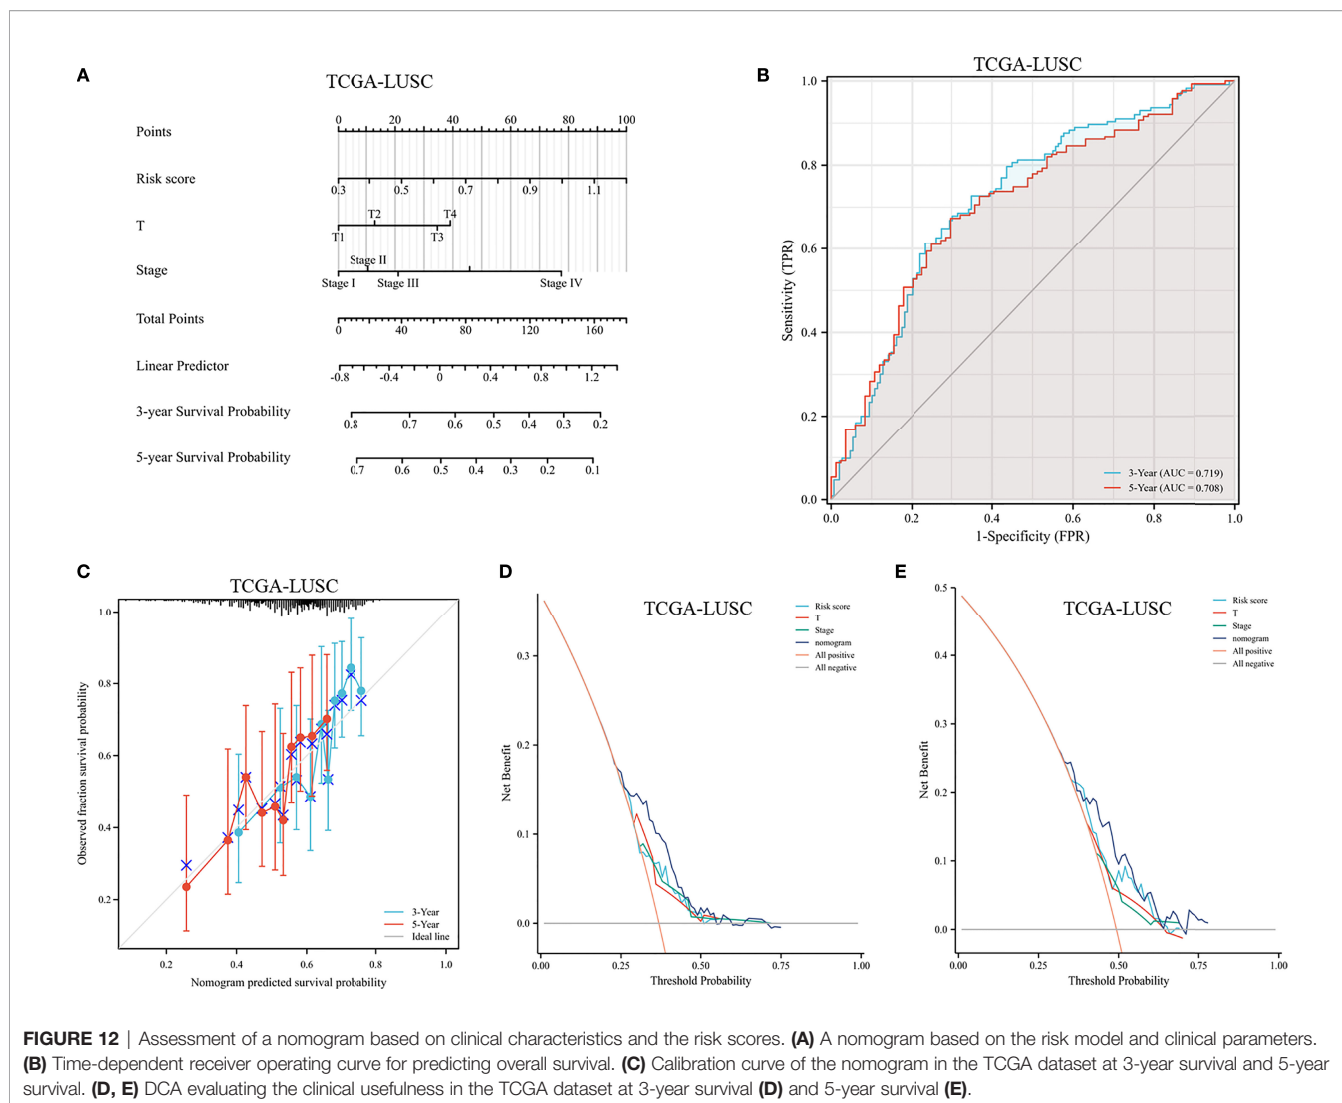 A
TCGA-LUSC
Points
0 20 40 60 80 100
Risk score
0.3 0.5 0.7 0.9 1.1
T
T2 T4
T1 T3
Stage II
Stage
Stage I Stage III Stage IV
Total Points
0 40 80 120 160
Linear Predictor
-0.8 -0.4 0 0.4 0.8 1.2
3-year Survival Probability
0.8 0.7 0.6 0.5 0.4 0.3 0.2
5-year Survival Probability
0.7 0.6 0.5 0.4 0.3 0.2 0.1
B
TCGA-LUSC
Sensitivity (TPR)
1.0
0.8
0.6
0.4
0.2
0.0
3-Year (AUC = 0.719)
5-Year (AUC = 0.708)
0.0 0.2 0.4 0.6 0.8 1.0
1-Specificity (FPR)
C
TCGA-LUSC
Observed fraction survival probability
1.0
0.8
0.6
0.4
0.2
3-Year
5-Year
Ideal line
0.2 0.4 0.6 0.8 1.0
Nomogram predicted survival probability
D
TCGA-LUSC
Risk score
T
Stage
nomogram
All positive
All negative
Net Benefit
0.3
0.2
0.1
0.0
0.00 0.25 0.50 0.75 1.00
Threshold Probability
E
TCGA-LUSC
Risk score
T
Stage
nomogram
All positive
All negative
Net Benefit
0.5
0.4
0.3
0.2
0.1
0.0
0.00 0.25 0.50 0.75 1.00
Threshold Probability
FIGURE 12 | Assessment of a nomogram based on clinical characteristics and the risk scores. (A) A nomogram based on the risk model and clinical parameters.
(B) Time-dependent receiver operating curve for predicting overall survival. (C) Calibration curve of the nomogram in the TCGA dataset at 3-year survival and 5-year
survival. (D, E) DCA evaluating the clinical usefulness in the TCGA dataset at 3-year survival (D) and 5-year survival (E).